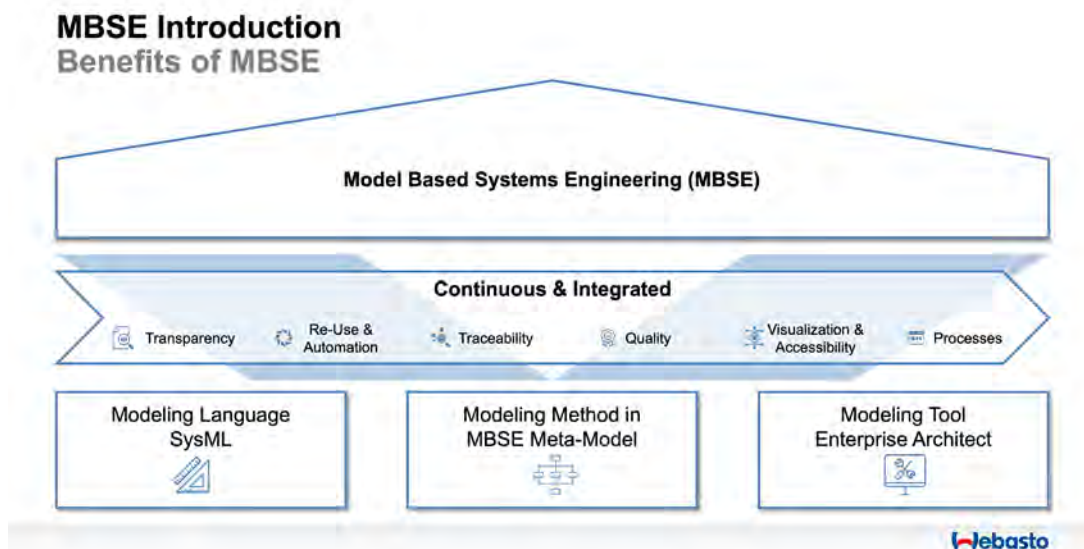 MBSE Introduction
Benefits of MBSE
Model Based Systems Engineering (MBSE)
Continuous & Integrated
Transparency
Re-Use &
Automation
Traceability
Quality
Visualization &
Accessibility
Processes
Modeling Language
SysML
Modeling Method in
MBSE Meta-Model
Modeling Tool
Enterprise Architect
Webasto